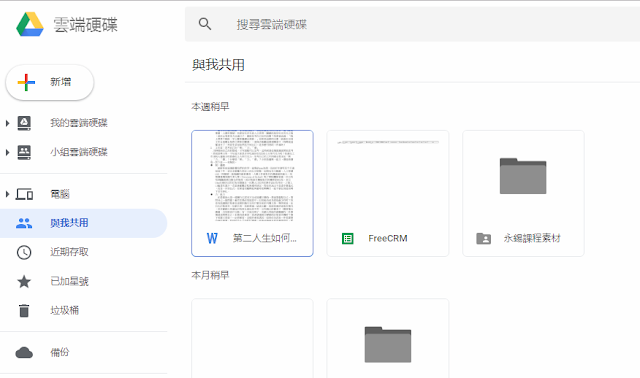 雲端硬碟
搜尋雲端硬碟
新增
我的雲端硬碟
小組雲端硬碟
電腦
與我共用
近期存取
已加星號
垃圾桶
備份
與我共用
本週稍早
第二人生如何...
FreeCRM
永錫課程素材
本月稍早